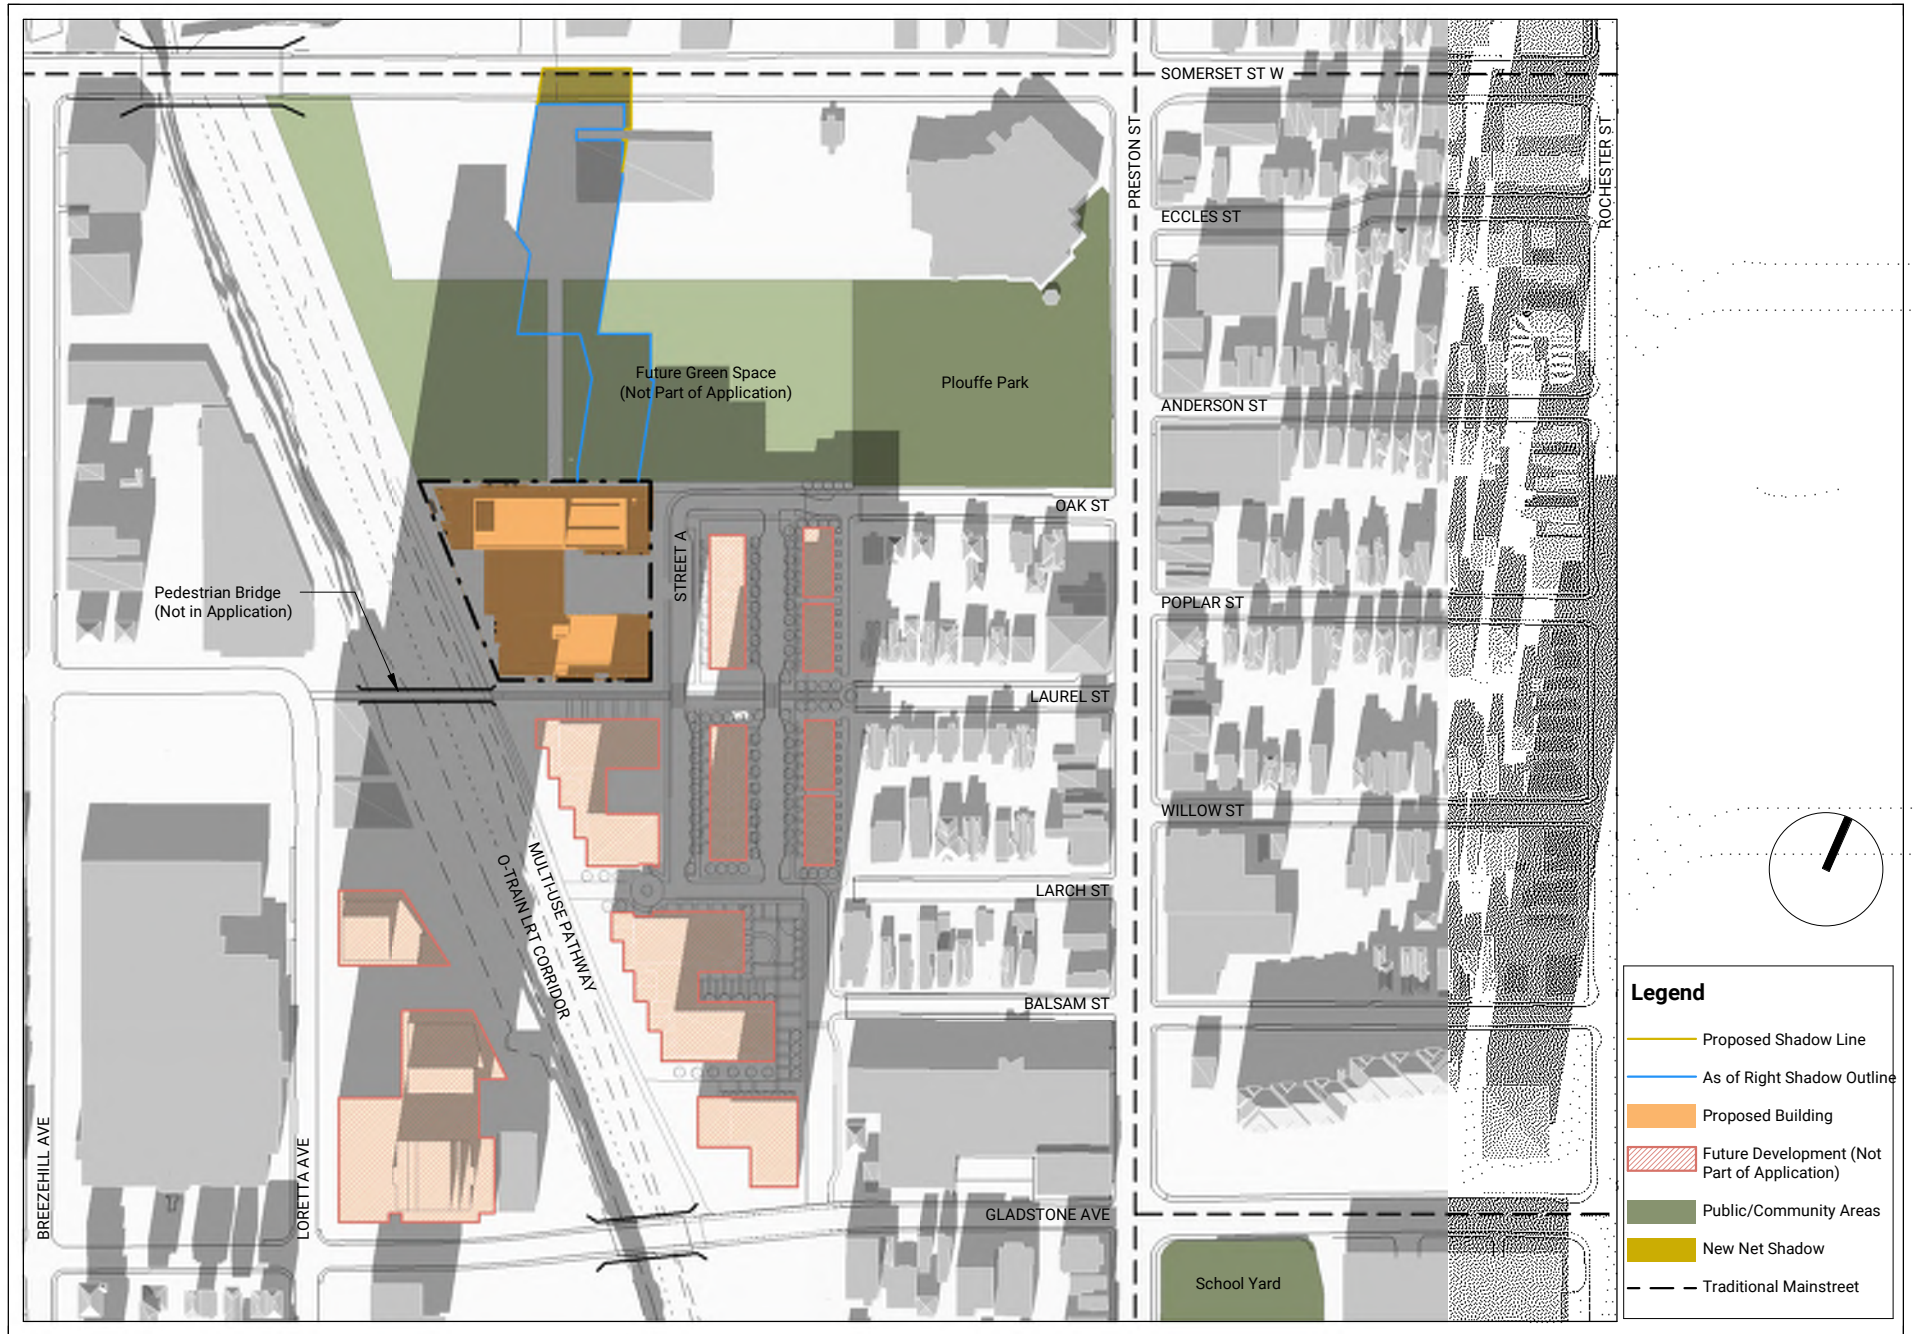 SOMERSET ST W
PRESTON ST
ROCHESTER ST
ECCLES ST
Future Green Space
(Not Part of Application)
Plouffe Park
ANDERSON ST
OAK ST
STREET A
Pedestrian Bridge
(Not in Application)
POPLAR ST
LAUREL ST
WILLOW ST
MULTI-USE PATHWAY
O-TRAIN LRT CORRIDOR
LARCH ST
BALSAM ST
BREEZEHILL AVE
LORETTA AVE
GLADSTONE AVE
School Yard
Legend
Proposed Shadow Line
As of Right Shadow Outline
Proposed Building
Future Development (Not
Part of Application)
Public/Community Areas
New Net Shadow
Traditional Mainstreet